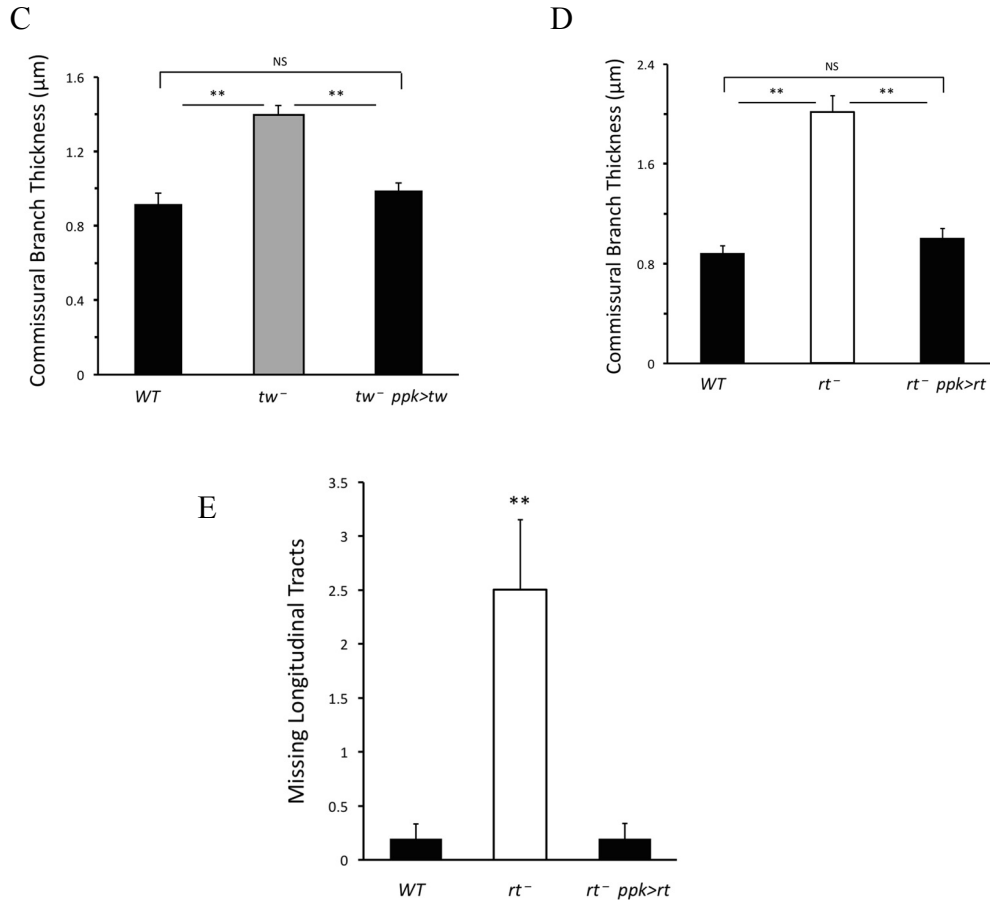 C
Commissural Branch Thickness (μm)
1.6
1.2
0.8
0.4
0
NS
** **
WT tw⁻ tw⁻ ppk>tw
D
Commissural Branch Thickness (μm)
2.4
1.6
0.8
0
NS
** **
WT rt⁻ rt⁻ ppk>rt
E
Missing Longitudinal Tracts
3.5
3
2.5
2
1.5
1
0.5
0
**
WT rt⁻ rt⁻ ppk>rt